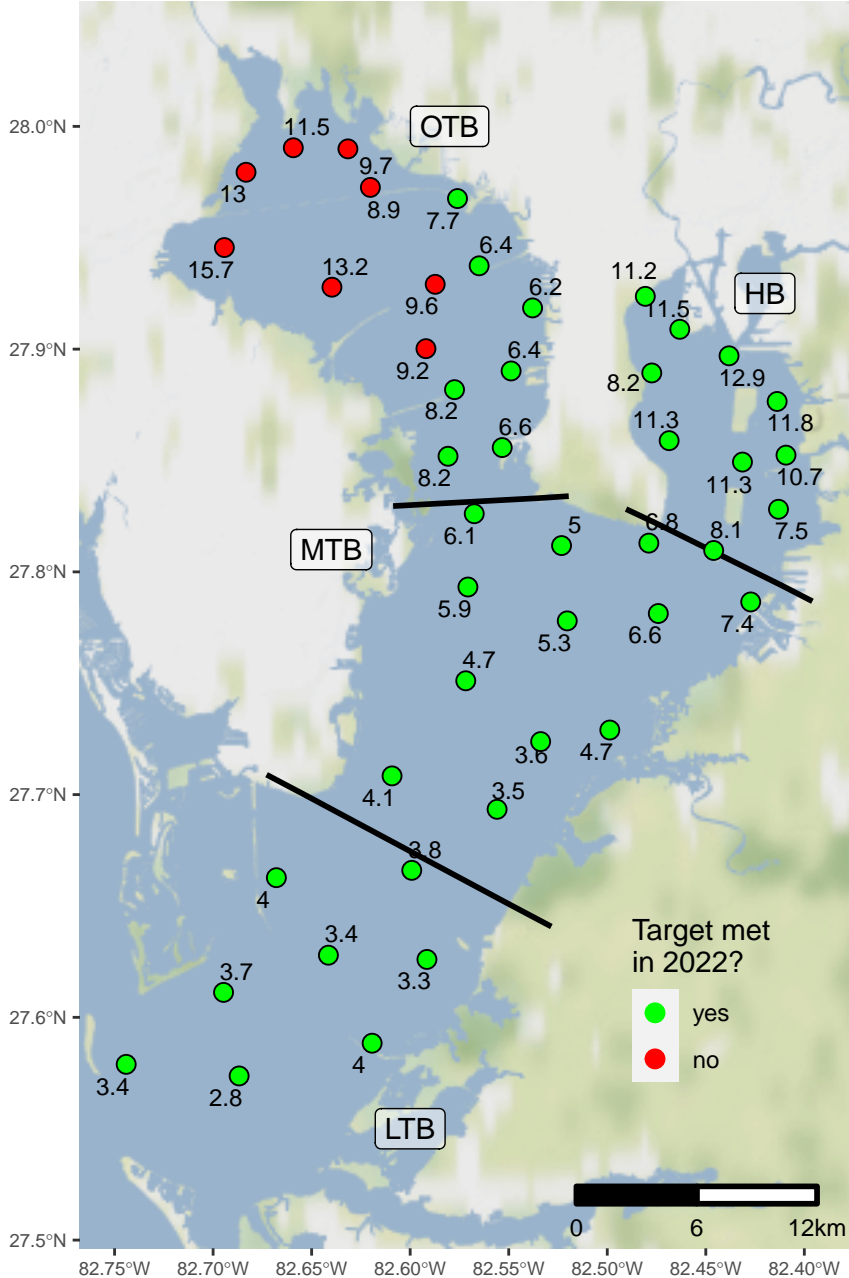 28.0°N
11.5
OTB
9.7
13
8.9
7.7
15.7
13.2
6.4
9.6
6.2
11.2
HB
11.5
27.9°N
9.2
6.4
8.2
12.9
8.2
11.8
11.3
6.6
8.2
11.3
10.7
6.1
5
6.8
8.1
7.5
MTB
27.8°N
5.9
5.3
6.6
7.4
4.7
3.6
4.7
27.7°N
4.1
3.5
3.8
4
3.4
3.3
Target met
in 2022?
3.7
yes
27.6°N
no
3.4
2.8
4
LTB
0 6 12km
27.5°N
82.75°W 82.70°W 82.65°W 82.60°W 82.55°W 82.50°W 82.45°W 82.40°W